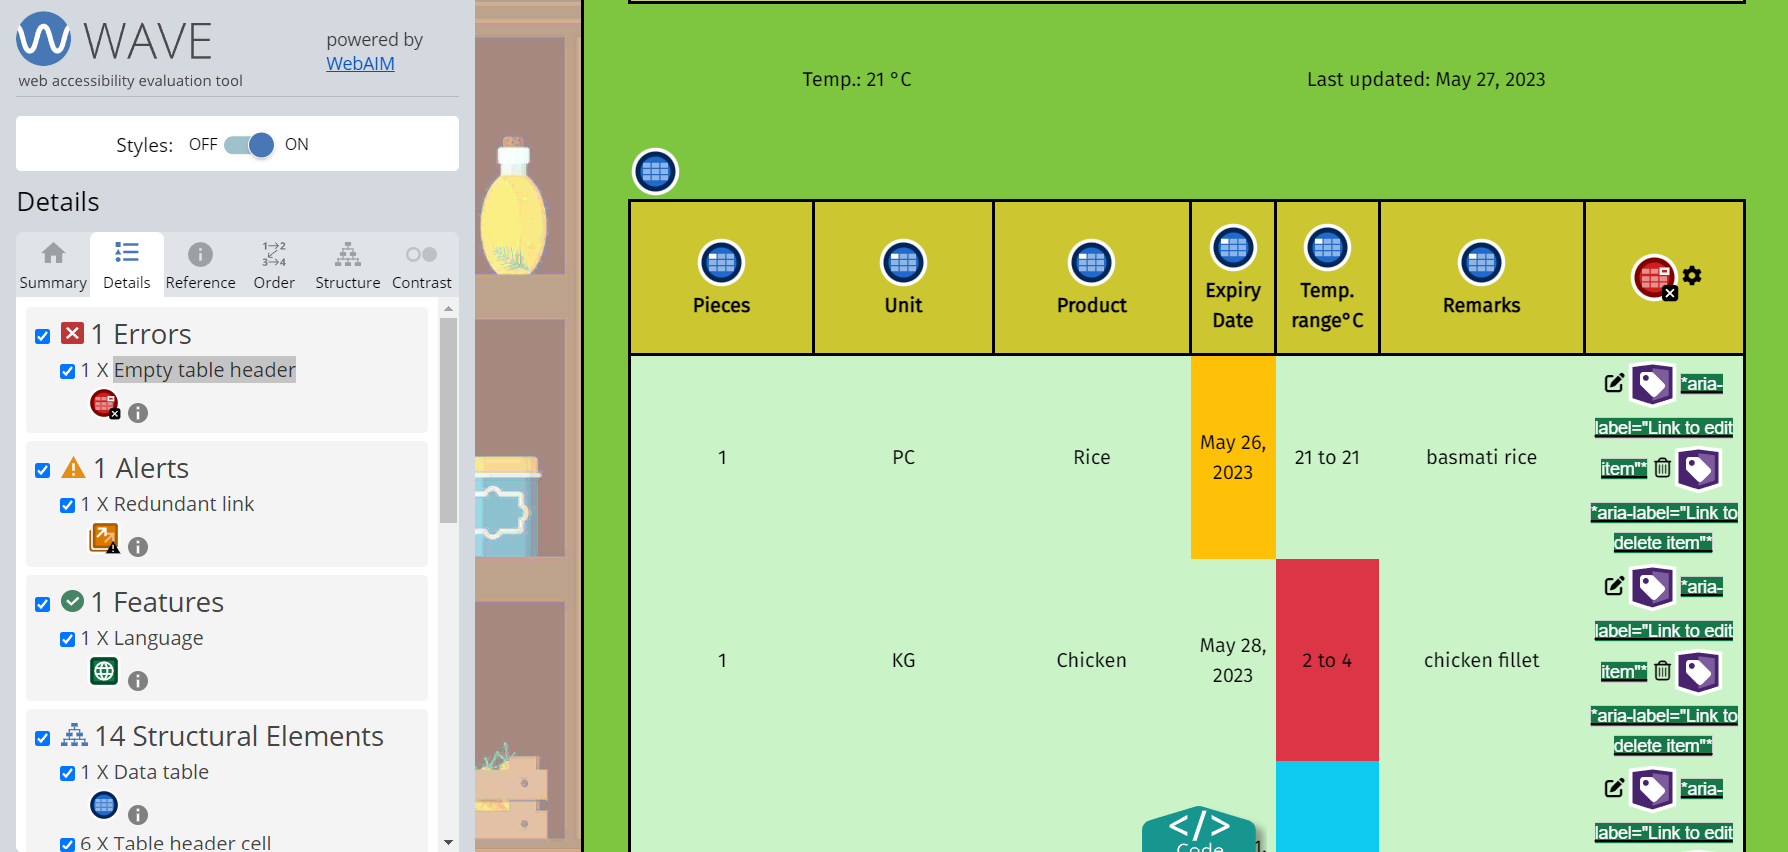 WAVE
powered by
WebAIM
web accessibility evaluation tool
Styles: OFF ON
Details
Summary Details Reference Order Structure Contrast
1 Errors
1 X Empty table header
1 Alerts
1 X Redundant link
1 Features
1 X Language
14 Structural Elements
1 X Data table
6 X Table header cell
Temp.: 21 °C Last updated: May 27, 2023
Pieces Unit Product Expiry Date Temp. range°C Remarks
1 PC Rice May 26, 2023 21 to 21 basmati rice
*aria-
label="Link to edit
item"*
*aria-label="Link to
delete item"*
1 KG Chicken May 28, 2023 2 to 4 chicken fillet
*aria-
label="Link to edit
item"*
*aria-label="Link to
delete item"*
*aria-
label="Link to edit
</> Code
1,